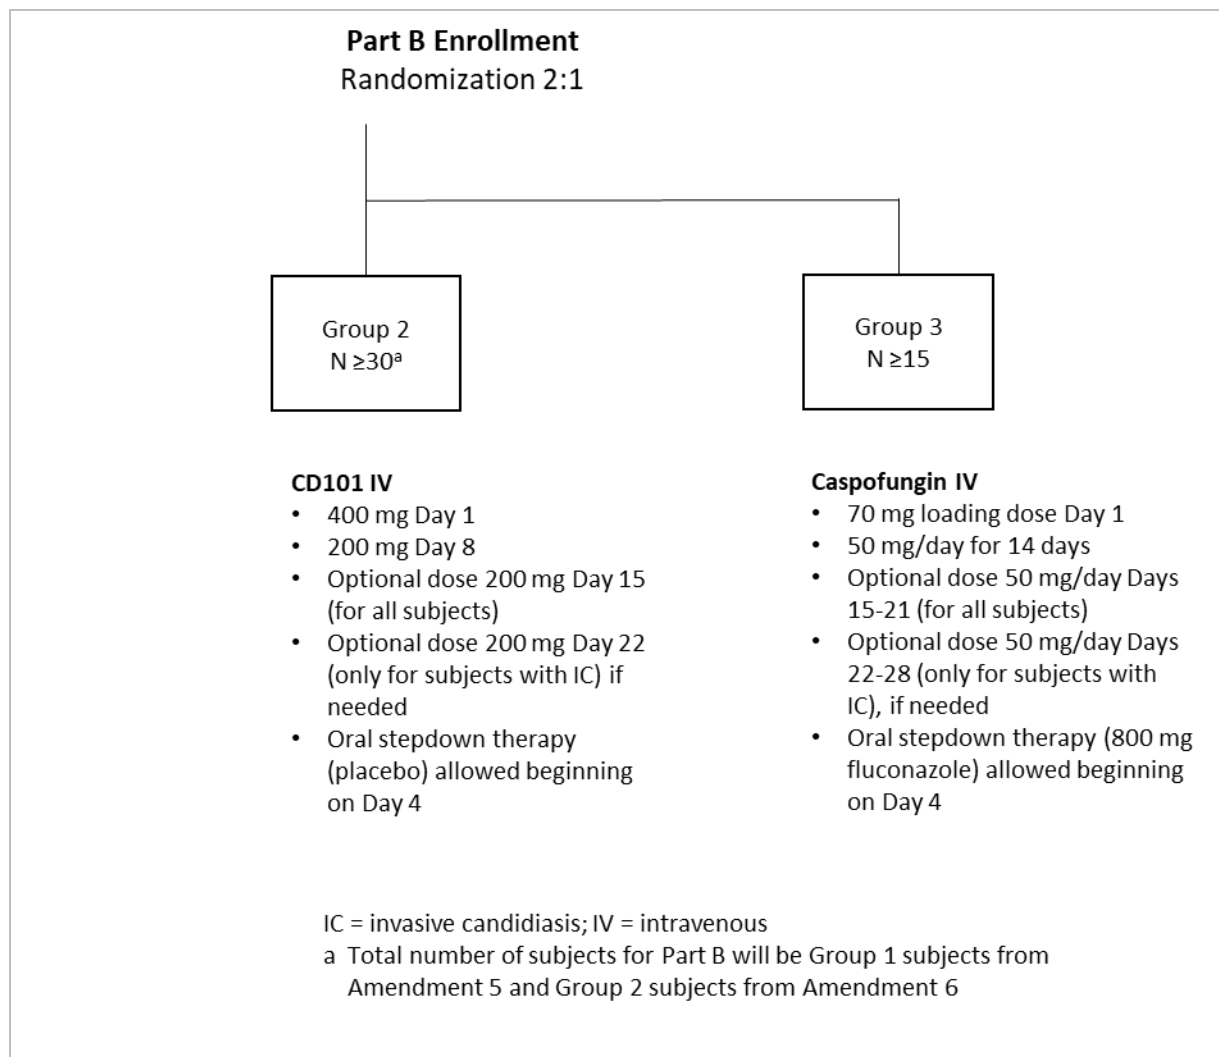 Part B Enrollment
Randomization 2:1
Group 2
N ≥30ª
Group 3
N ≥15
CD101 IV
• 400 mg Day 1
• 200 mg Day 8
• Optional dose 200 mg Day 15
(for all subjects)
• Optional dose 200 mg Day 22
(only for subjects with IC) if
needed
• Oral stepdown therapy
(placebo) allowed beginning
on Day 4
Caspofungin IV
• 70 mg loading dose Day 1
• 50 mg/day for 14 days
• Optional dose 50 mg/day Days
15-21 (for all subjects)
• Optional dose 50 mg/day Days
22-28 (only for subjects with
IC), if needed
• Oral stepdown therapy (800 mg
fluconazole) allowed beginning
on Day 4
IC = invasive candidiasis; IV = intravenous
a Total number of subjects for Part B will be Group 1 subjects from
Amendment 5 and Group 2 subjects from Amendment 6